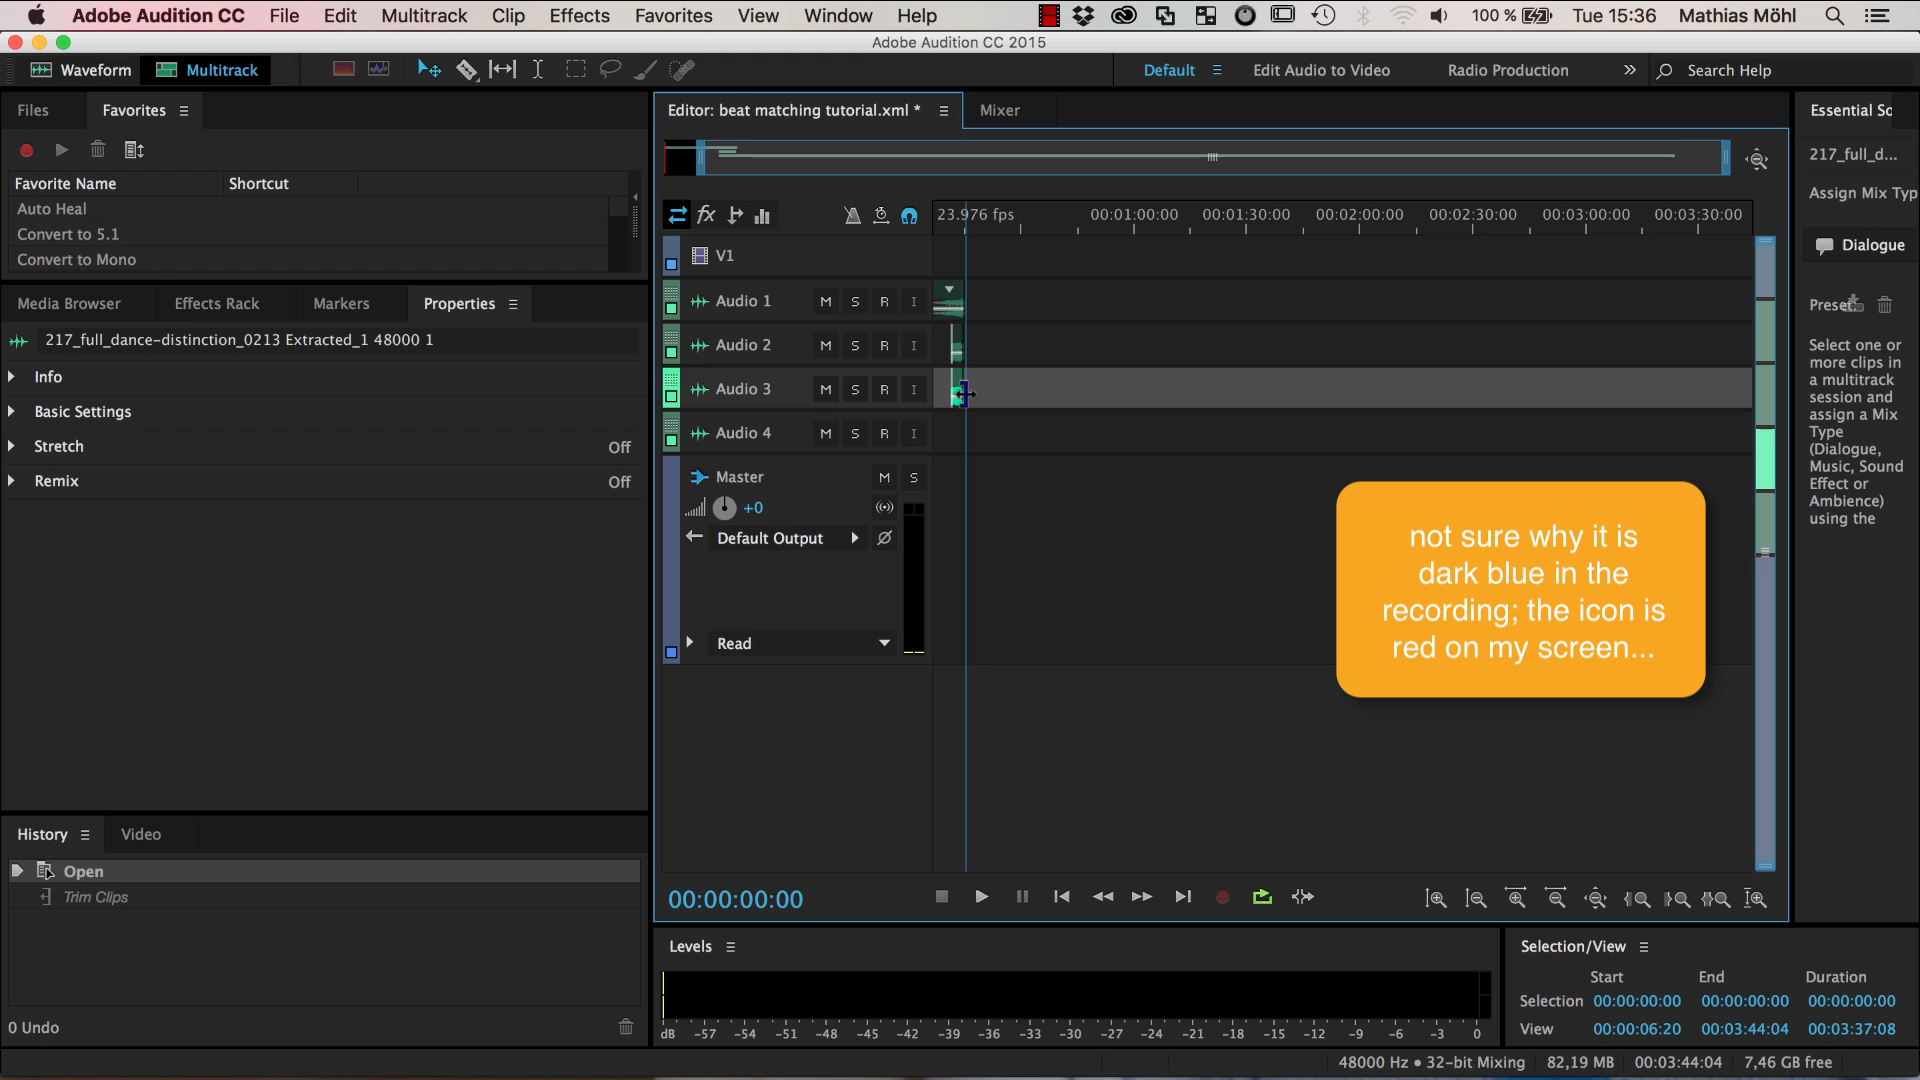 Adobe Audition CC File Edit Multitrack Clip Effects Favorites View Window Help 100 % Tue 15:36 Mathias Möhl
Adobe Audition CC 2015
Waveform Multitrack Default Edit Audio to Video Radio Production » Search Help
Files Favorites
Favorite Name Shortcut
Auto Heal
Convert to 5.1
Convert to Mono
Media Browser Effects Rack Markers Properties
217_full_dance-distinction_0213 Extracted_1 48000 1
Info
Basic Settings
Stretch Off
Remix Off
History Video
Open
Trim Clips
0 Undo
Editor: beat matching tutorial.xml * Mixer
fx 23.976 fps 00:01:00:00 00:01:30:00 00:02:00:00 00:02:30:00 00:03:00:00 00:03:30:00
V1
Audio 1 M S R I
Audio 2 M S R I
Audio 3 M S R I
Audio 4 M S R I
Master M S
+0
Default Output
Read
not sure why it is
dark blue in the
recording; the icon is
red on my screen...
00:00:00:00
Levels
dB -57 -54 -51 -48 -45 -42 -39 -36 -33 -30 -27 -24 -21 -18 -15 -12 -9 -6 -3 0
Essential So
217_full_d...
Assign Mix Typ
Dialogue
Preset
Select one or
more clips in
a multitrack
session and
assign a Mix
Type
(Dialogue,
Music, Sound
Effect or
Ambience)
using the
Selection/View
Start End Duration
Selection 00:00:00:00 00:00:00:00 00:00:00:00
View 00:00:06:20 00:03:44:04 00:03:37:08
48000 Hz • 32-bit Mixing 82,19 MB 00:03:44:04 7,46 GB free